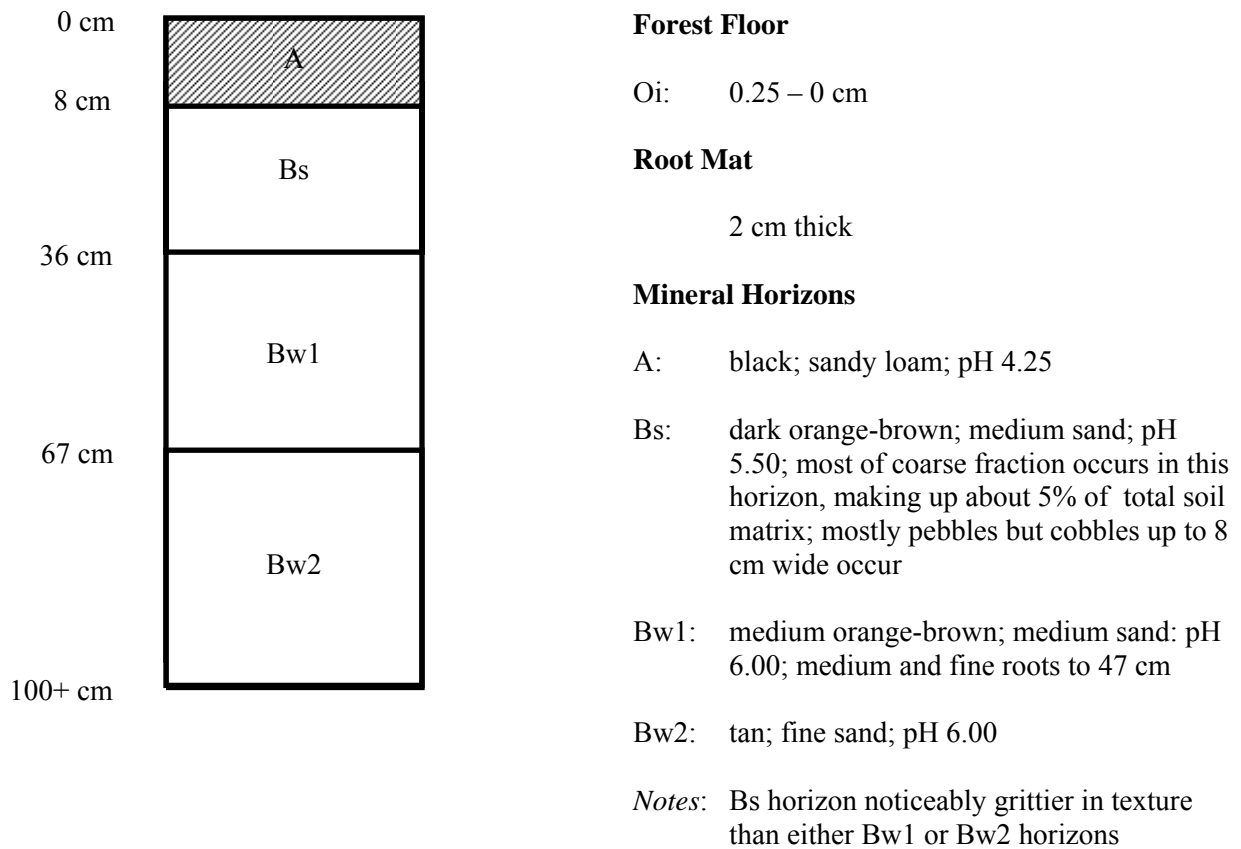 0 cm
A
8 cm
Bs
36 cm
Bw1
67 cm
Bw2
100+ cm
Forest Floor
Oi: 0.25 – 0 cm
Root Mat
2 cm thick
Mineral Horizons
A: black; sandy loam; pH 4.25
Bs: dark orange-brown; medium sand; pH
5.50; most of coarse fraction occurs in this
horizon, making up about 5% of total soil
matrix; mostly pebbles but cobbles up to 8
cm wide occur
Bw1: medium orange-brown; medium sand: pH
6.00; medium and fine roots to 47 cm
Bw2: tan; fine sand; pH 6.00
Notes: Bs horizon noticeably grittier in texture
than either Bw1 or Bw2 horizons